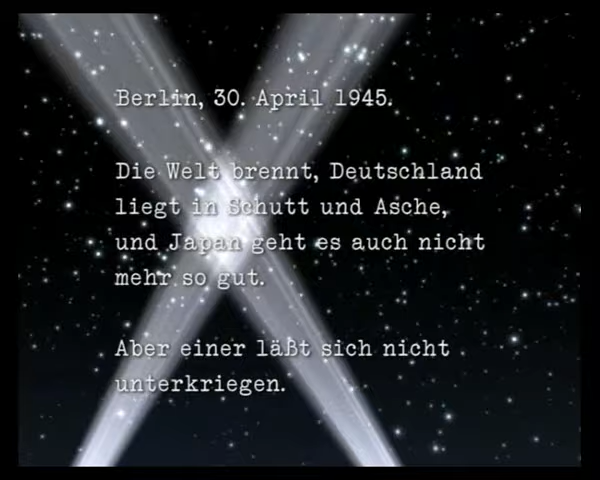 Berlin, 30. April 1945.
Die Welt brennt, Deutschland
liegt in Schutt und Asche,
und Japan geht es auch nicht
mehr so gut.
Aber einer läßt sich nicht
unterkriegen.